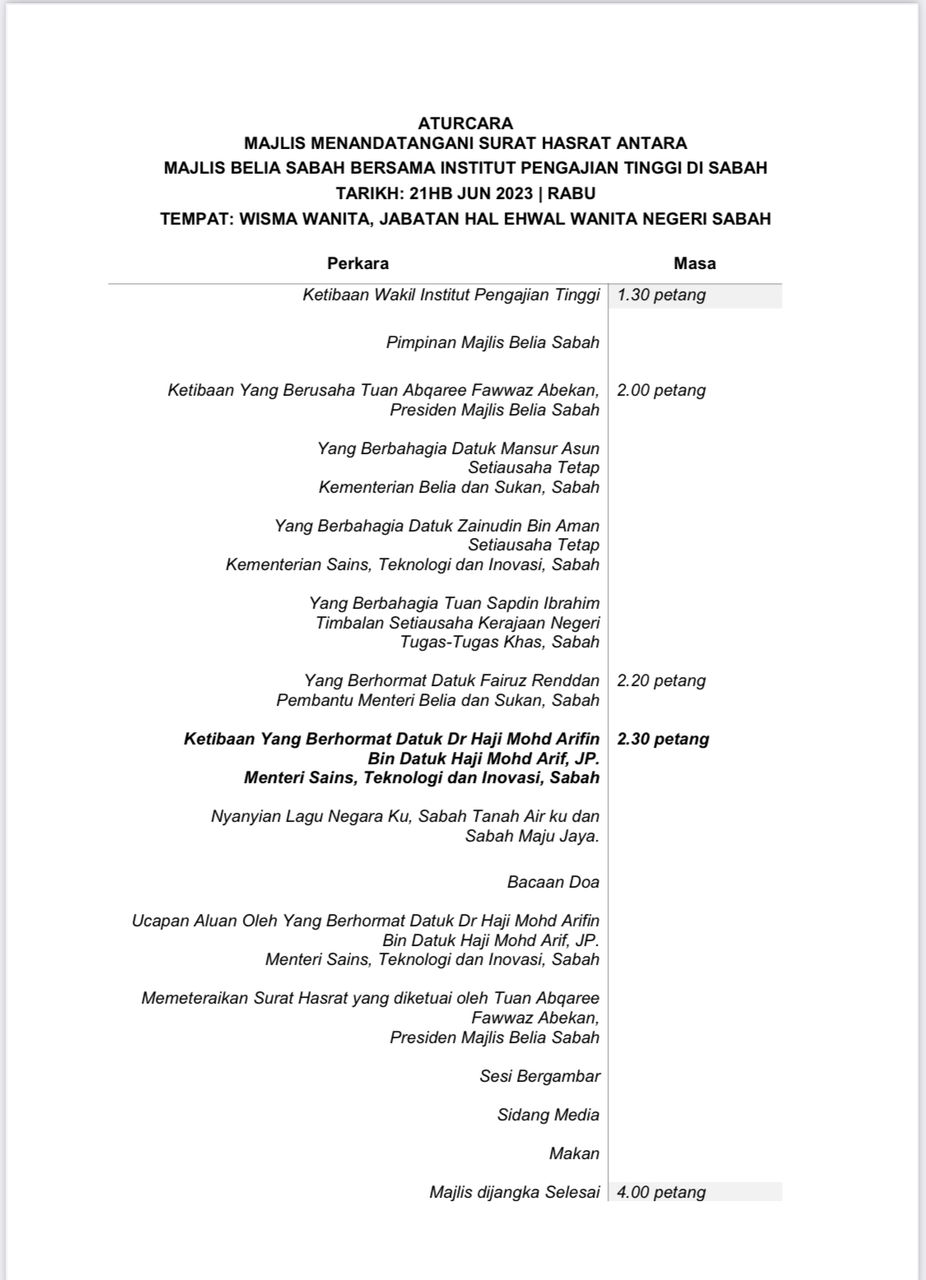 ATURCARA
MAJLIS MENANDATANGANI SURAT HASRAT ANTARA
MAJLIS BELIA SABAH BERSAMA INSTITUT PENGAJIAN TINGGI DI SABAH
TARIKH: 21HB JUN 2023 | RABU
TEMPAT: WISMA WANITA, JABATAN HAL EHWAL WANITA NEGERI SABAH
Perkara Masa
Ketibaan Wakil Institut Pengajian Tinggi 1.30 petang
Pimpinan Majlis Belia Sabah
Ketibaan Yang Berusaha Tuan Abqaree Fawwaz Abekan, 2.00 petang
Presiden Majlis Belia Sabah
Yang Berbahagia Datuk Mansur Asun
Setiausaha Tetap
Kementerian Belia dan Sukan, Sabah
Yang Berbahagia Datuk Zainudin Bin Aman
Setiausaha Tetap
Kementerian Sains, Teknologi dan Inovasi, Sabah
Yang Berbahagia Tuan Sapdin Ibrahim
Timbalan Setiausaha Kerajaan Negeri
Tugas-Tugas Khas, Sabah
Yang Berhormat Datuk Fairuz Renddan 2.20 petang
Pembantu Menteri Belia dan Sukan, Sabah
Ketibaan Yang Berhormat Datuk Dr Haji Mohd Arifin 2.30 petang
Bin Datuk Haji Mohd Arif, JP.
Menteri Sains, Teknologi dan Inovasi, Sabah
Nyanyian Lagu Negara Ku, Sabah Tanah Air ku dan
Sabah Maju Jaya.
Bacaan Doa
Ucapan Aluan Oleh Yang Berhormat Datuk Dr Haji Mohd Arifin
Bin Datuk Haji Mohd Arif, JP.
Menteri Sains, Teknologi dan Inovasi, Sabah
Memeteraikan Surat Hasrat yang diketuai oleh Tuan Abqaree
Fawwaz Abekan,
Presiden Majlis Belia Sabah
Sesi Bergambar
Sidang Media
Makan
Majlis dijangka Selesai 4.00 petang